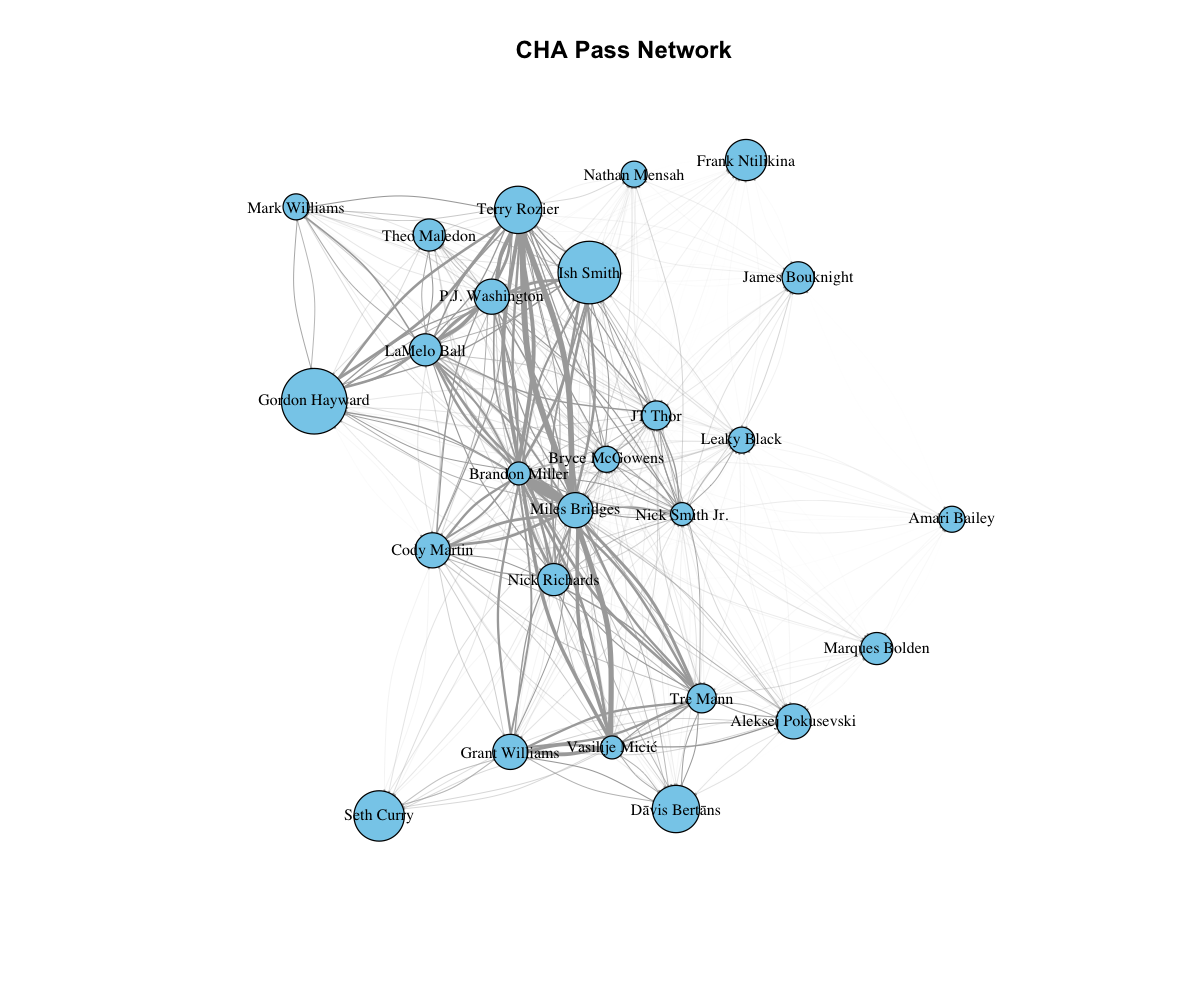 CHA Pass Network
Frank Ntilikina
Nathan Mensah
Mark Williams
Terry Rozier
Theo Maledon
Ish Smith
James Bouknight
P.J. Washington
LaMelo Ball
Gordon Hayward
JT Thor
Leaky Black
Bryce McGowens
Brandon Miller
Miles Bridges
Nick Smith Jr.
Amari Bailey
Cody Martin
Nick Richards
Marques Bolden
Tre Mann
Aleksej Pokusevski
Vasilije Micić
Grant Williams
Dāvis Bertāns
Seth Curry